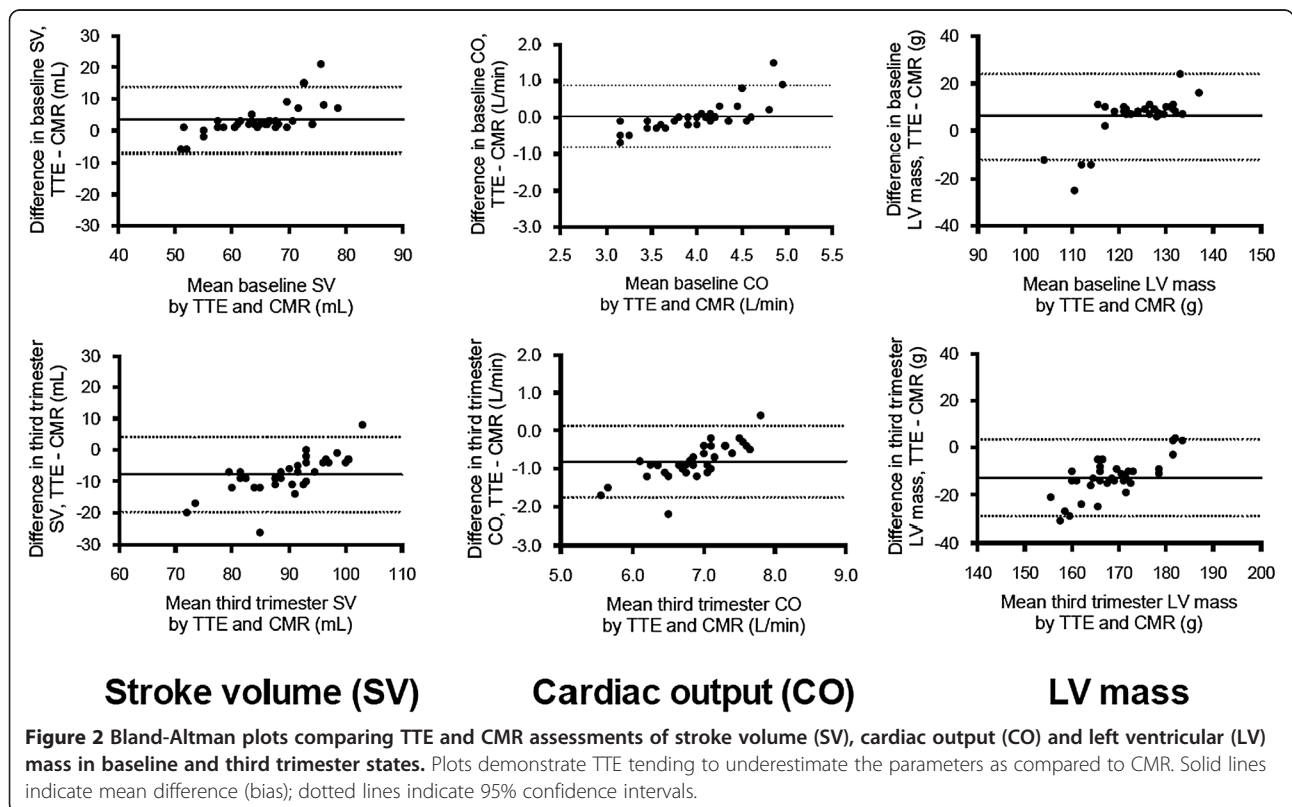 Difference in baseline SV,
TTE - CMR (mL)
30
20
10
0
-10
-20
-30
40 50 60 70 80 90
Mean baseline SV
by TTE and CMR (mL)
Difference in baseline CO,
TTE - CMR (L/min)
2.0
1.0
0.0
-1.0
-2.0
-3.0
2.5 3.0 3.5 4.0 4.5 5.0 5.5
Mean baseline CO
by TTE and CMR (L/min)
Difference in baseline
LV mass, TTE - CMR (g)
40
20
0
-20
-40
90 100 110 120 130 140 150
Mean baseline LV mass
by TTE and CMR (g)
Difference in third trimester
SV, TTE - CMR (mL)
30
20
10
0
-10
-20
-30
60 70 80 90 100 110
Mean third trimester SV
by TTE and CMR (mL)
Difference in third trimester
CO, TTE - CMR (L/min)
2.0
1.0
0.0
-1.0
-2.0
-3.0
5.0 6.0 7.0 8.0 9.0
Mean third trimester CO
by TTE and CMR (L/min)
Difference in third trimester
LV mass, TTE - CMR (g)
40
20
0
-20
-40
140 150 160 170 180 190 200
Mean third trimester LV mass
by TTE and CMR (g)
Stroke volume (SV) Cardiac output (CO) LV mass
Figure 2 Bland-Altman plots comparing TTE and CMR assessments of stroke volume (SV), cardiac output (CO) and left ventricular (LV)
mass in baseline and third trimester states. Plots demonstrate TTE tending to underestimate the parameters as compared to CMR. Solid lines
indicate mean difference (bias); dotted lines indicate 95% confidence intervals.